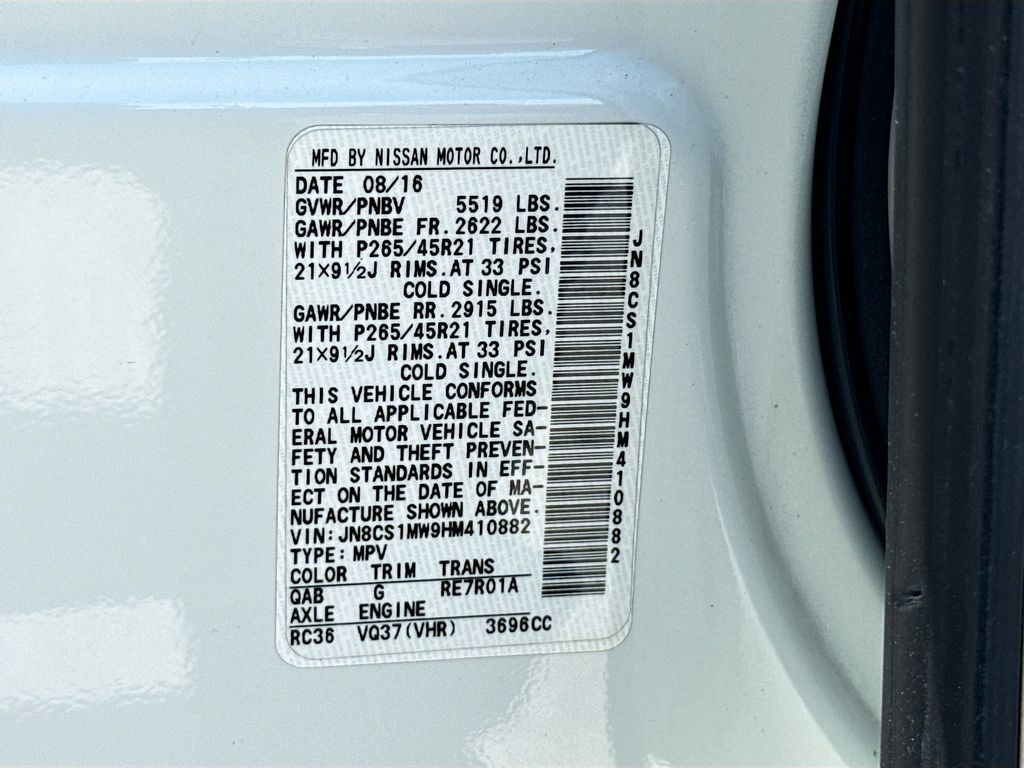 MFD BY NISSAN MOTOR CO.,LTD.
DATE 08/16
GVWR/PNBV 5519 LBS.
GAWR/PNBE FR. 2622 LBS.
WITH P265/45R21 TIRES,
21×9½J RIMS.AT 33 PSI
COLD SINGLE.
GAWR/PNBE RR. 2915 LBS.
WITH P265/45R21 TIRES,
21×9½J RIMS.AT 33 PSI
COLD SINGLE.
THIS VEHICLE CONFORMS
TO ALL APPLICABLE FED-
ERAL MOTOR VEHICLE SA-
FETY AND THEFT PREVEN-
TION STANDARDS IN EFF-
ECT ON THE DATE OF MA-
NUFACTURE SHOWN ABOVE.
VIN:JN8CS1MW9HM410882
TYPE:MPV
COLOR TRIM TRANS
QAB G RE7R01A
AXLE ENGINE
RC36 VQ37(VHR) 3696CC
JN8CS1MW9HM410882